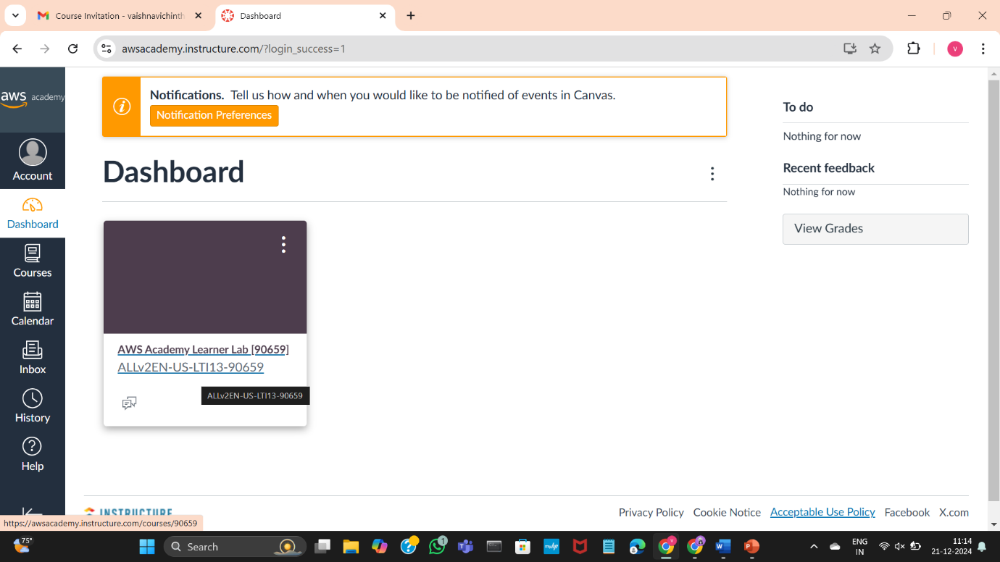 Course Invitation - vaishnavichinth
Dashboard
awsacademy.instructure.com/?login_success=1
V
aws academy
Account
Dashboard
Courses
Calendar
Inbox
History
Help
Notifications. Tell us how and when you would like to be notified of events in Canvas.
Notification Preferences
Dashboard
AWS Academy Learner Lab [90659]
ALLv2EN-US-LTI13-90659
ALLv2EN-US-LTI13-90659
To do
Nothing for now
Recent feedback
Nothing for now
View Grades
INSTRUCTURE
Privacy Policy Cookie Notice Acceptable Use Policy Facebook X.com
https://awsacademy.instructure.com/courses/90659
75°
Search
1
ENG
IN
11:14
21-12-2024